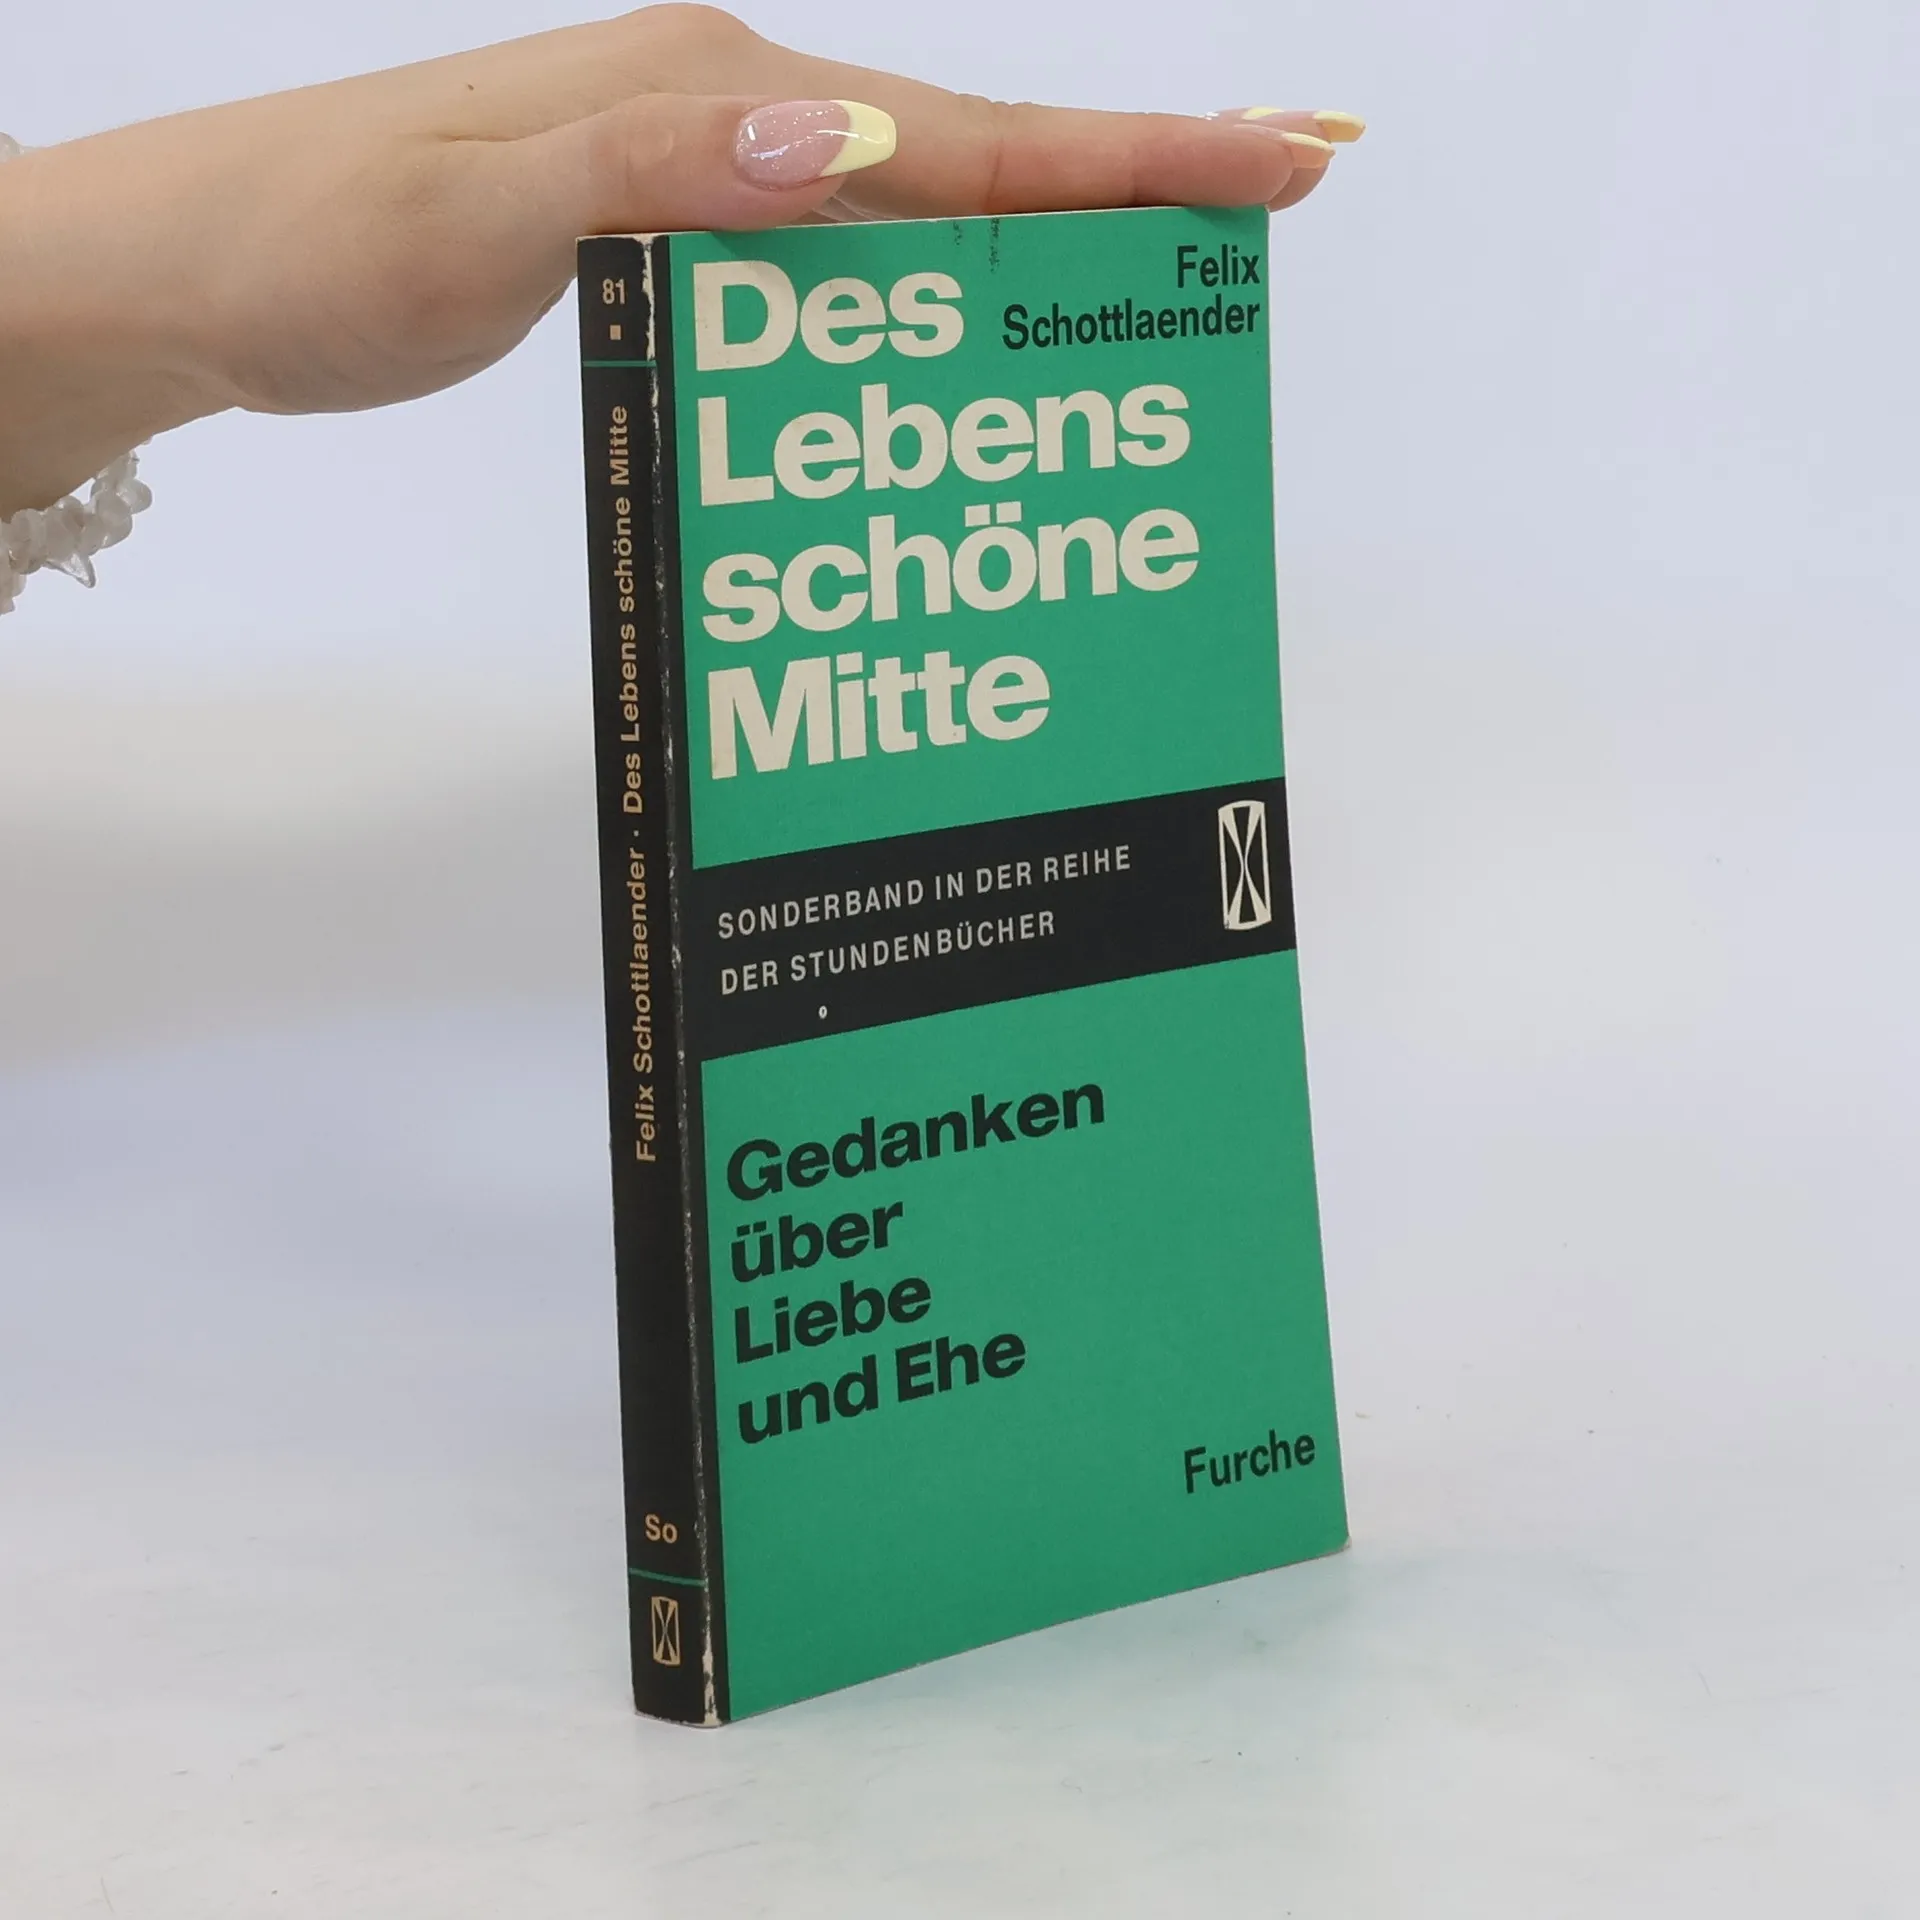 81
Felix Schottlaender · Des Lebens schöne Mitte
So
Des
Lebens
schöne
Mitte
Felix
Schottlaender
SONDERBAND IN DER REIHE
DER STUNDENBÜCHER
Gedanken
über
Liebe
und Ehe
Furche